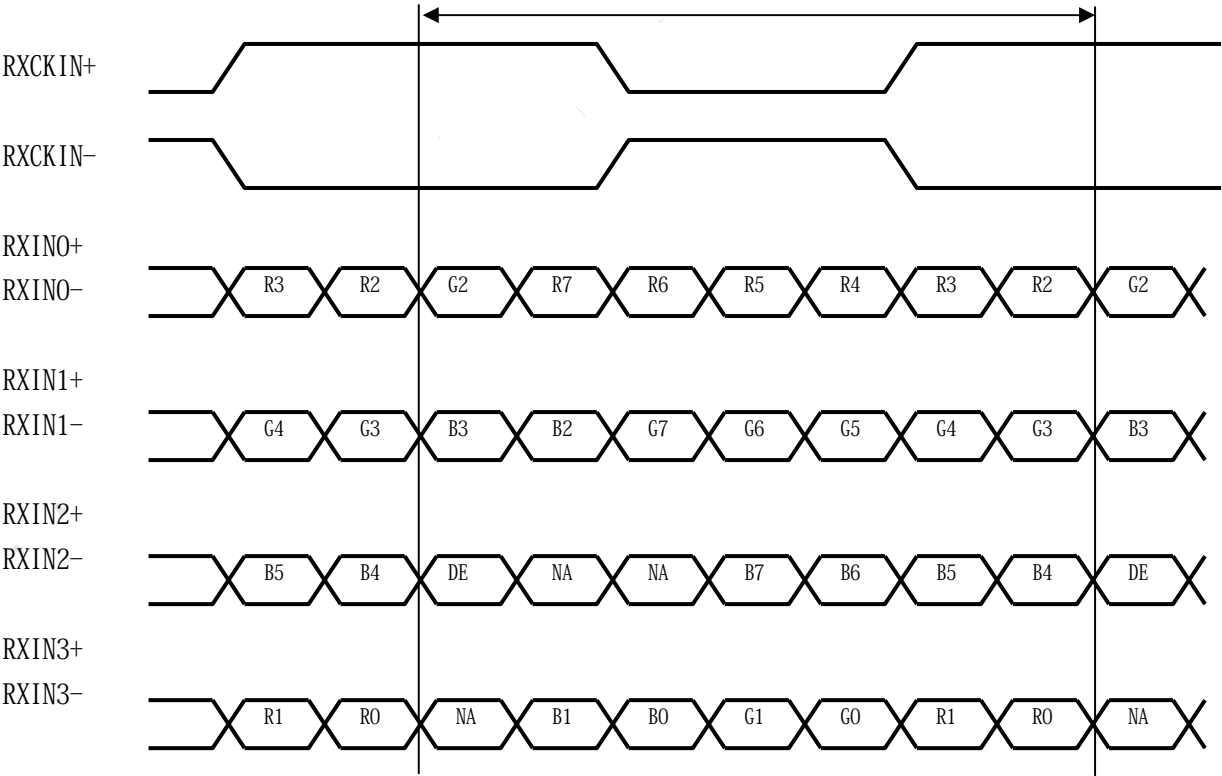 RXCKIN+
RXCKIN-
RXIN0+
RXIN0-
R3 R2 G2 R7 R6 R5 R4 R3 R2 G2
RXIN1+
RXIN1-
G4 G3 B3 B2 G7 G6 G5 G4 G3 B3
RXIN2+
RXIN2-
B5 B4 DE NA NA B7 B6 B5 B4 DE
RXIN3+
RXIN3-
R1 R0 NA B1 B0 G1 G0 R1 R0 NA